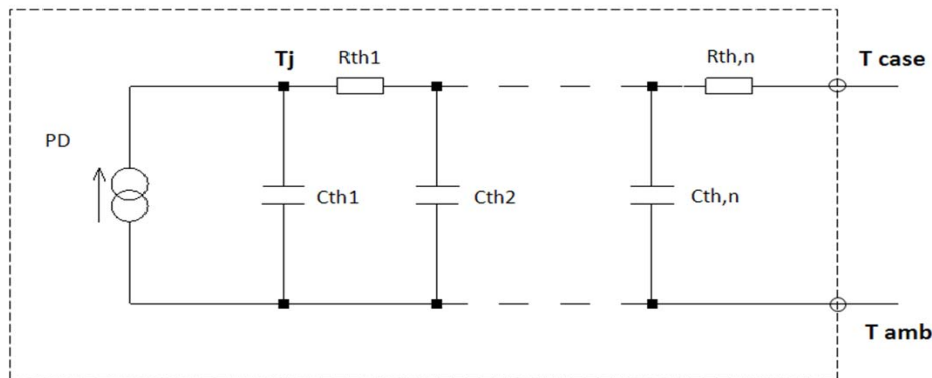 Tj
Rth1
Rth,n
T case
PD
Cth1
Cth2
Cth,n
T amb